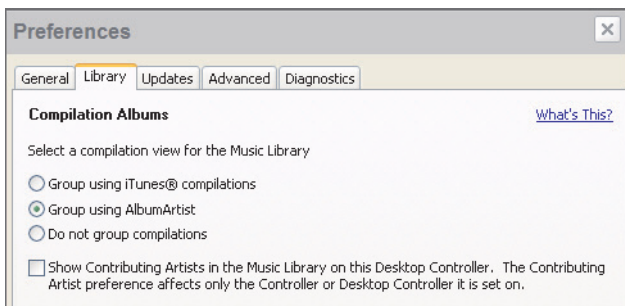 Preferences
General Library Updates Advanced Diagnostics
Compilation Albums What's This?
Select a compilation view for the Music Library
Group using iTunes® compilations
Group using AlbumArtist
Do not group compilations
Show Contributing Artists in the Music Library on this Desktop Controller. The Contributing
Artist preference affects only the Controller or Desktop Controller it is set on.